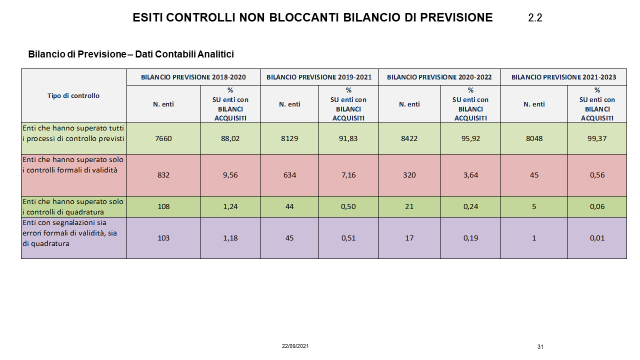 ESITI CONTROLLI NON BLOCCANTI BILANCIO DI PREVISIONE 2.2
Bilancio di Previsione – Dati Contabili Analitici
Tipo di controllo
BILANCIO PREVISIONE 2018-2020 BILANCIO PREVISIONE 2019-2021 BILANCIO PREVISIONE 2020-2022 BILANCIO PREVISIONE 2021-2023
N. enti % SU enti con BILANCI ACQUISITI N. enti % SU enti con BILANCI ACQUISITI N. enti % SU enti con BILANCI ACQUISITI N. enti % SU enti con BILANCI ACQUISITI
Enti che hanno superato tutti
i processi di controllo previsti
7660 88,02 8129 91,83 8422 95,92 8048 99,37
Enti che hanno superato solo
i controlli formali di validità
832 9,56 634 7,16 320 3,64 45 0,56
Enti che hanno superato solo
i controlli di quadratura
108 1,24 44 0,50 21 0,24 5 0,06
Enti con segnalazioni sia
errori formali di validità, sia
di quadratura
103 1,18 45 0,51 17 0,19 1 0,01
22/09/2021
31